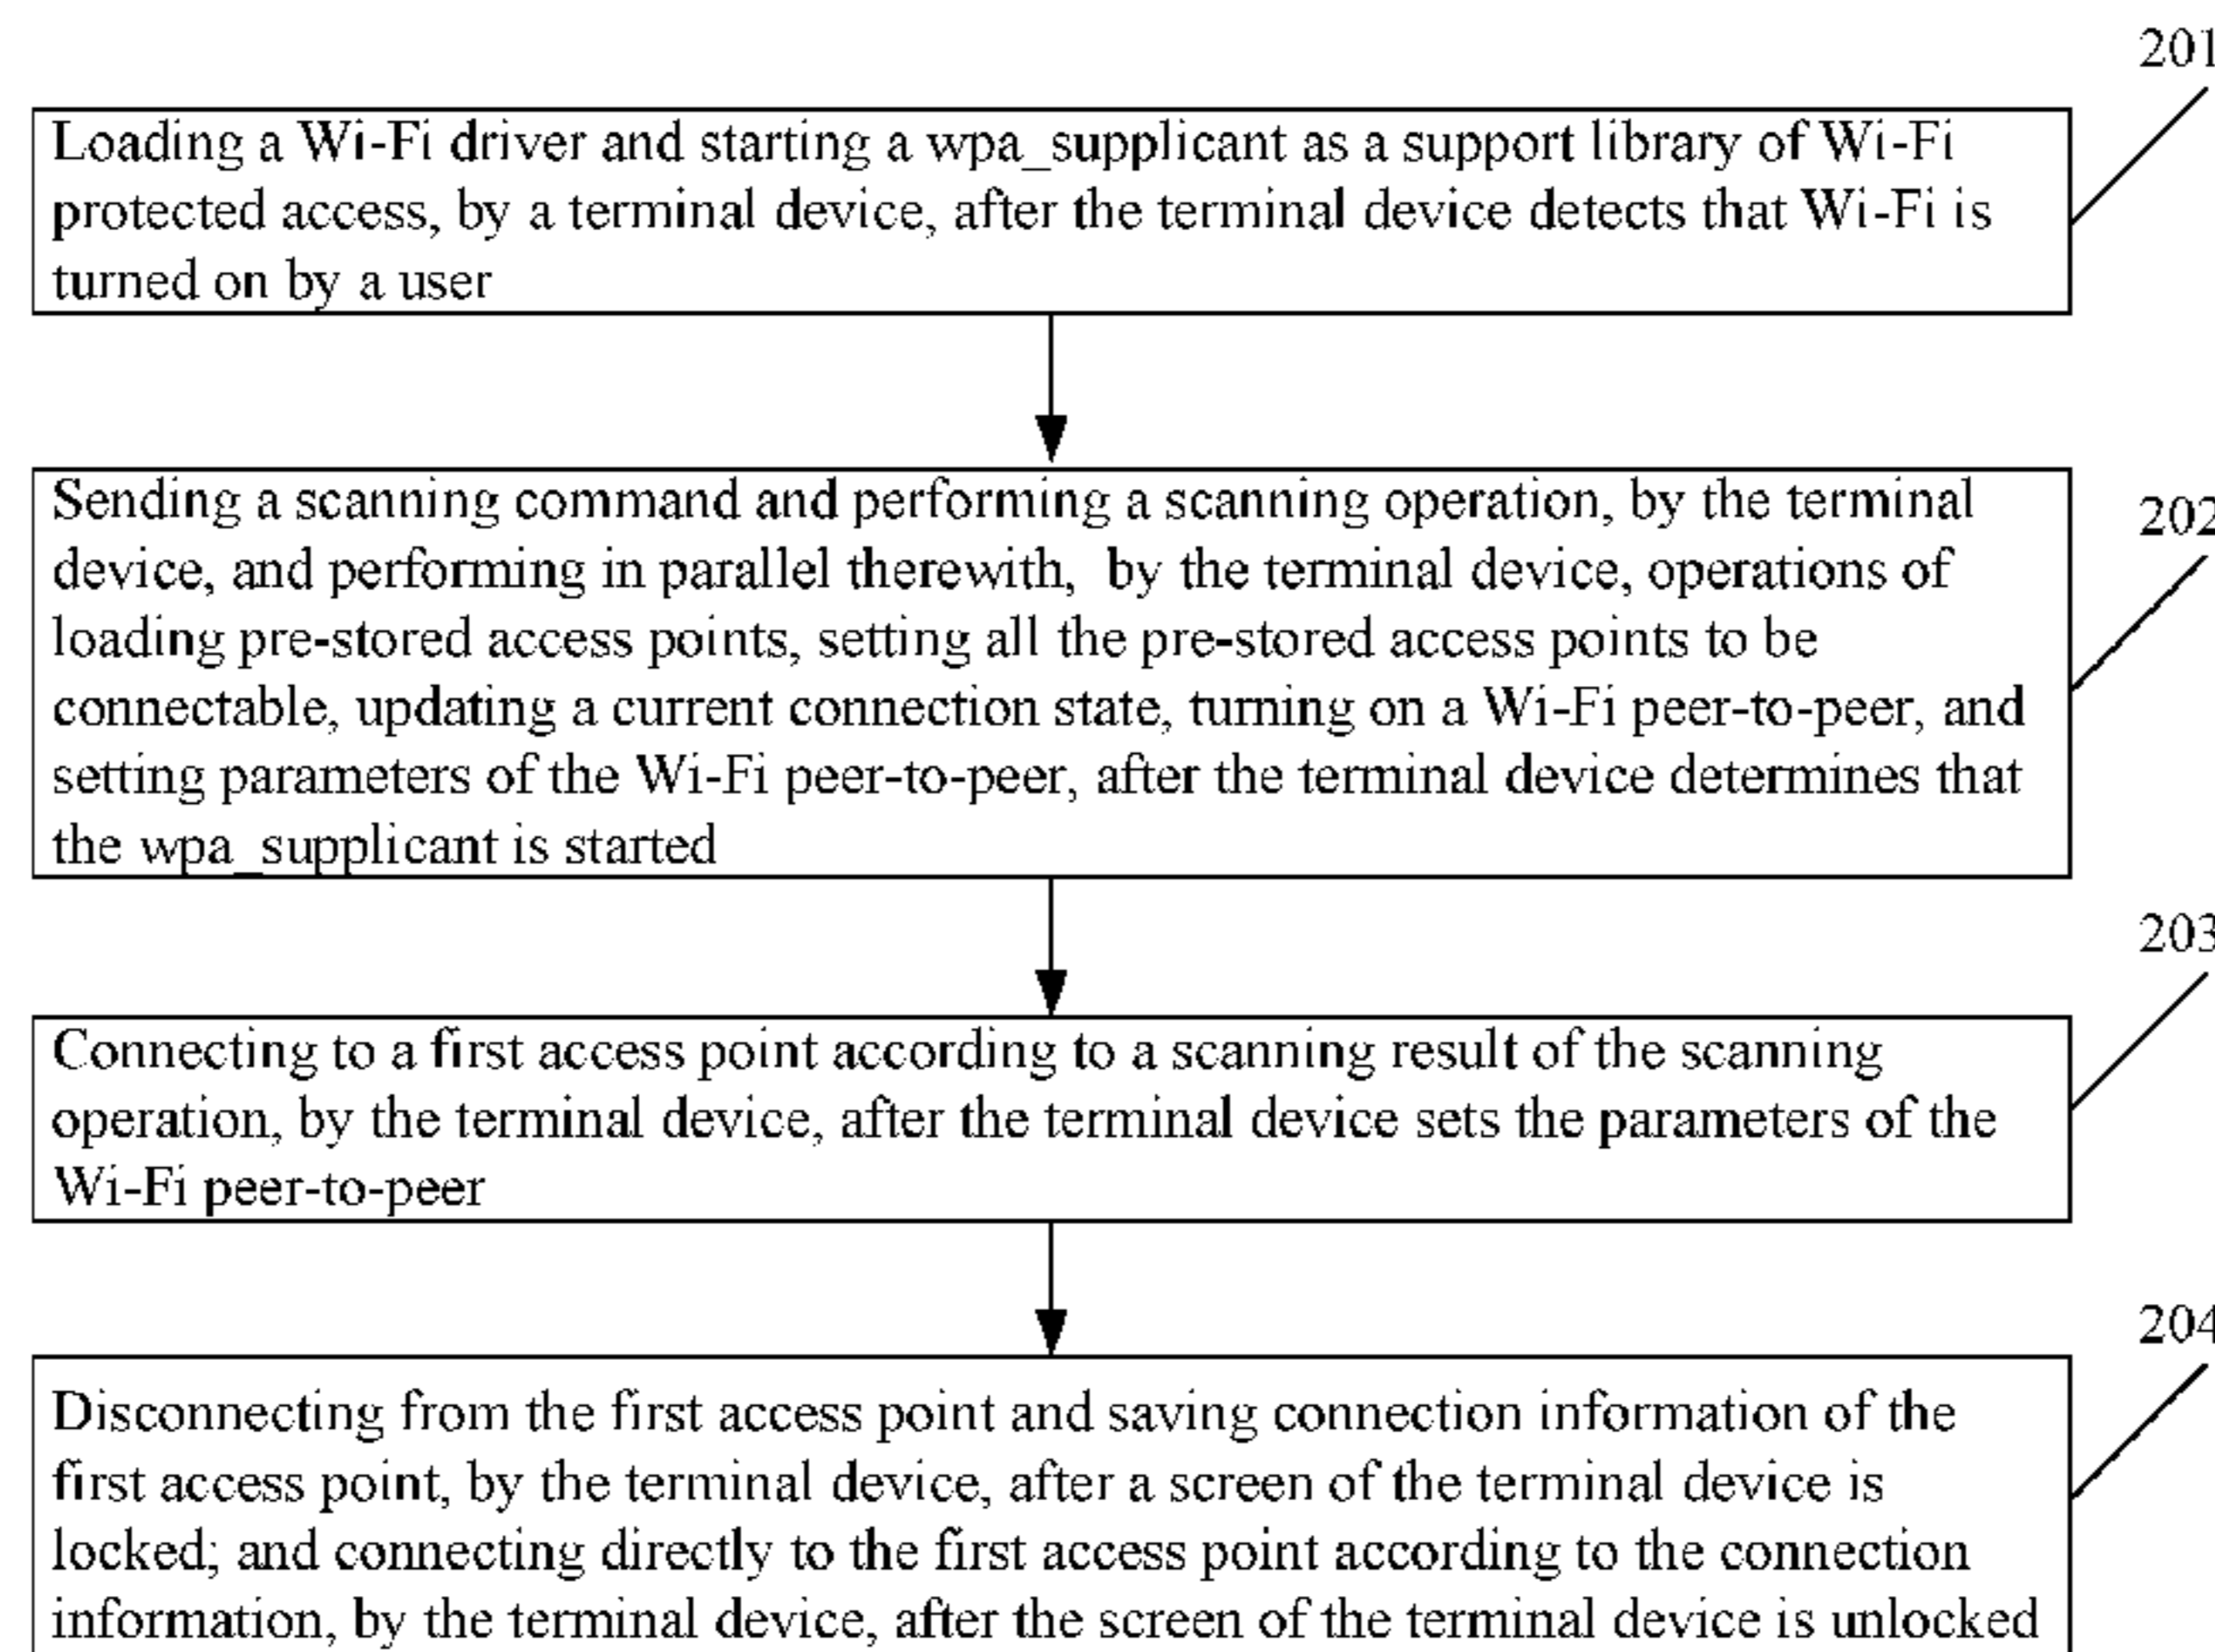 201
Loading a Wi-Fi driver and starting a wpa_supplicant as a support library of Wi-Fi
protected access, by a terminal device, after the terminal device detects that Wi-Fi is
turned on by a user
Sending a scanning command and performing a scanning operation, by the terminal
202
device, and performing in parallel therewith, by the terminal device, operations of
loading pre-stored access points, setting all the pre-stored access points to be
connectable, updating a current connection state, turning on a Wi-Fi peer-to-peer, and
setting parameters of the Wi-Fi peer-to-peer, after the terminal device determines that
the wpa_supplicant is started
203
Connecting to a first access point according to a scanning result of the scanning
operation, by the terminal device, after the terminal device sets the parameters of the
Wi-Fi peer-to-peer
204
Disconnecting from the first access point and saving connection information of the
first access point, by the terminal device, after a screen of the terminal device is
locked; and connecting directly to the first access point according to the connection
information, by the terminal device, after the screen of the terminal device is unlocked